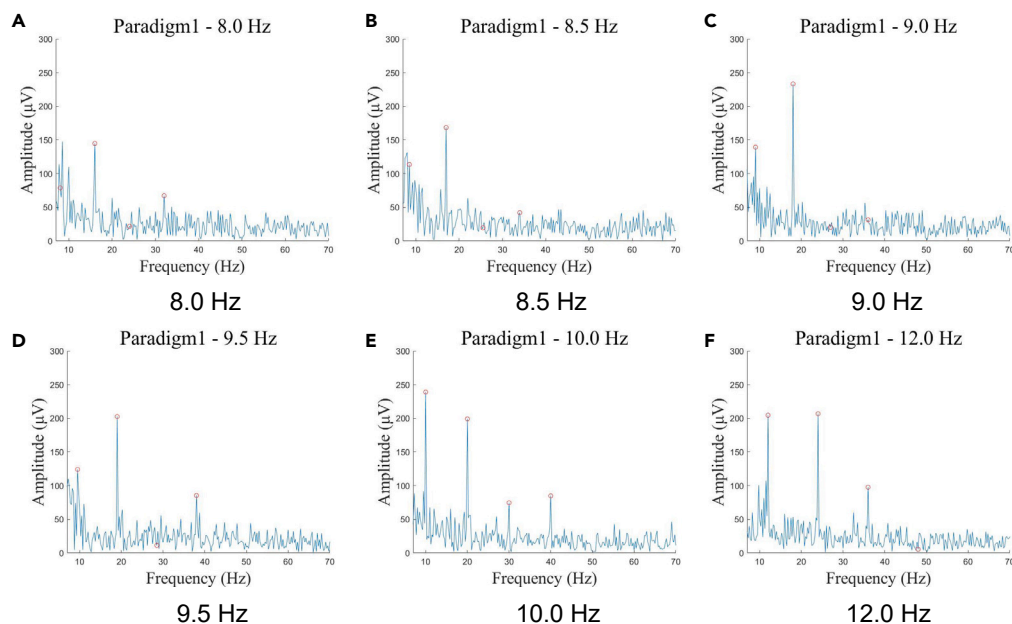 A
Paradigm1 - 8.0 Hz
300
250
200
150
100
50
0
Amplitude (µV)
10 20 30 40 50 60 70
Frequency (Hz)
8.0 Hz
B
Paradigm1 - 8.5 Hz
300
250
200
150
100
50
0
Amplitude (µV)
10 20 30 40 50 60 70
Frequency (Hz)
8.5 Hz
C
Paradigm1 - 9.0 Hz
300
250
200
150
100
50
0
Amplitude (µV)
10 20 30 40 50 60 70
Frequency (Hz)
9.0 Hz
D
Paradigm1 - 9.5 Hz
300
250
200
150
100
50
0
Amplitude (µV)
10 20 30 40 50 60 70
Frequency (Hz)
9.5 Hz
E
Paradigm1 - 10.0 Hz
300
250
200
150
100
50
0
Amplitude (µV)
10 20 30 40 50 60 70
Frequency (Hz)
10.0 Hz
F
Paradigm1 - 12.0 Hz
300
250
200
150
100
50
0
Amplitude (µV)
10 20 30 40 50 60 70
Frequency (Hz)
12.0 Hz